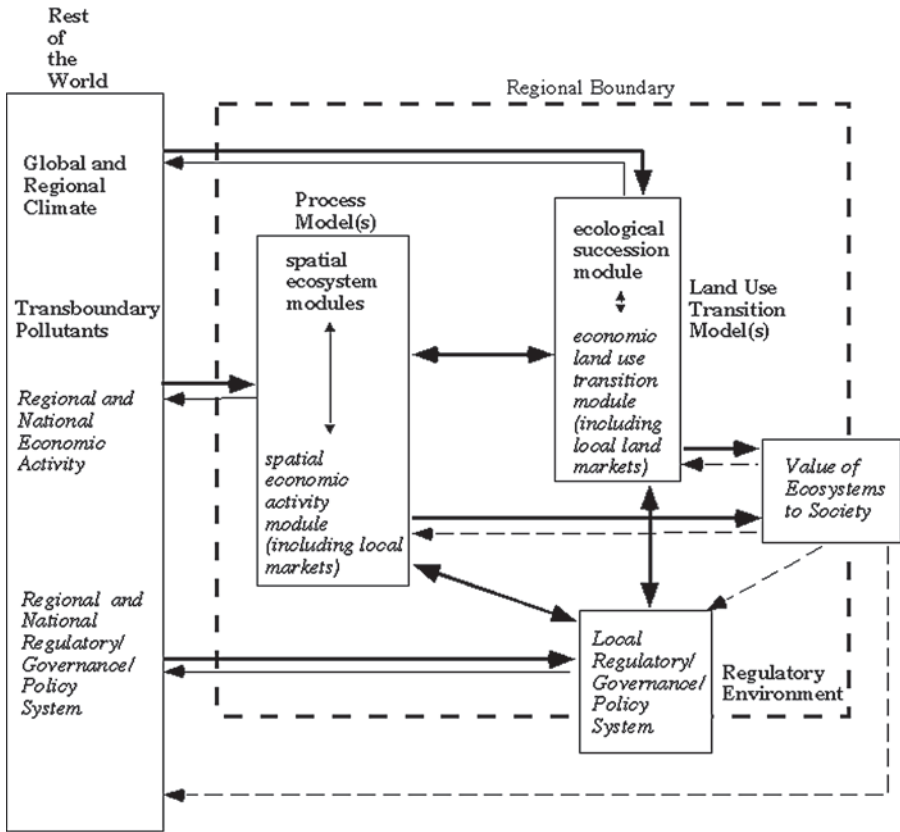 Rest
of
the
World
Regional Boundary
Global and
Regional
Climate
Transboundary
Pollutants
Regional and
National
Economic
Activity
Regional and
National
Regulatory/
Governance/
Policy
System
Process
Model(s)
spatial
ecosystem
modules
spatial
economic
activity
module
(including local
markets)
ecological
succession
module
economic
land use
transition
module
(including
local land
markets)
Land Use
Transition
Model(s)
Value of
Ecosystems
to Society
Local
Regulatory/
Governance/
Policy
System
Regulatory
Environment